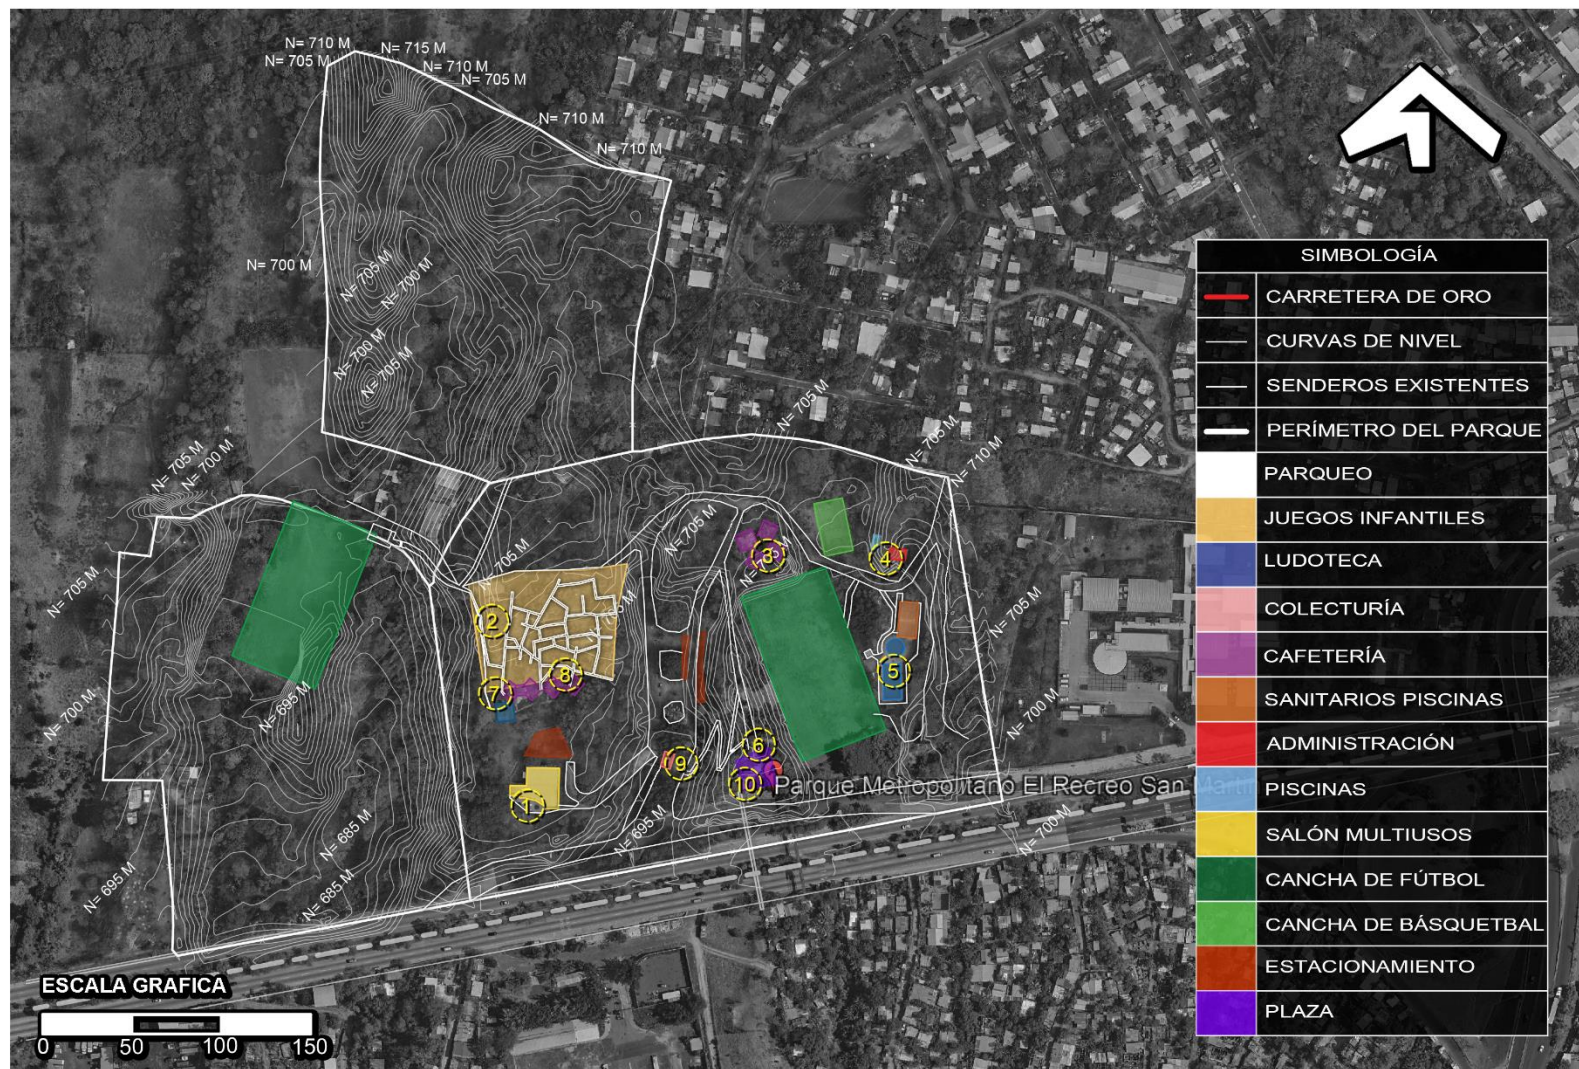 N= 710 M
N= 715 M
N= 705 M
N= 710 M
N= 705 M
N= 710 M
N= 710 M
N= 700 M
N= 705 M
N= 700 M
N= 700 M
N= 705 M
N= 705 M
N= 705 M
N= 710 M
N= 705 M
N= 700 M
N= 705 M
N= 705 M
N= 705 M
N= 705 M
N= 700 M
N= 695 M
N= 700 M
N= 685 M
N= 695 M
N= 700 M
N= 695 M
N= 685 M
1
2
3
4
5
6
7
8
9
10
Parque Metropolitano El Recreo San Martín
SIMBOLOGÍA
CARRETERA DE ORO
CURVAS DE NIVEL
SENDEROS EXISTENTES
PERÍMETRO DEL PARQUE
PARQUEO
JUEGOS INFANTILES
LUDOTECA
COLECTURÍA
CAFETERÍA
SANITARIOS PISCINAS
ADMINISTRACIÓN
PISCINAS
SALÓN MULTIUSOS
CANCHA DE FÚTBOL
CANCHA DE BÁSQUETBAL
ESTACIONAMIENTO
PLAZA
ESCALA GRAFICA
0 50 100 150